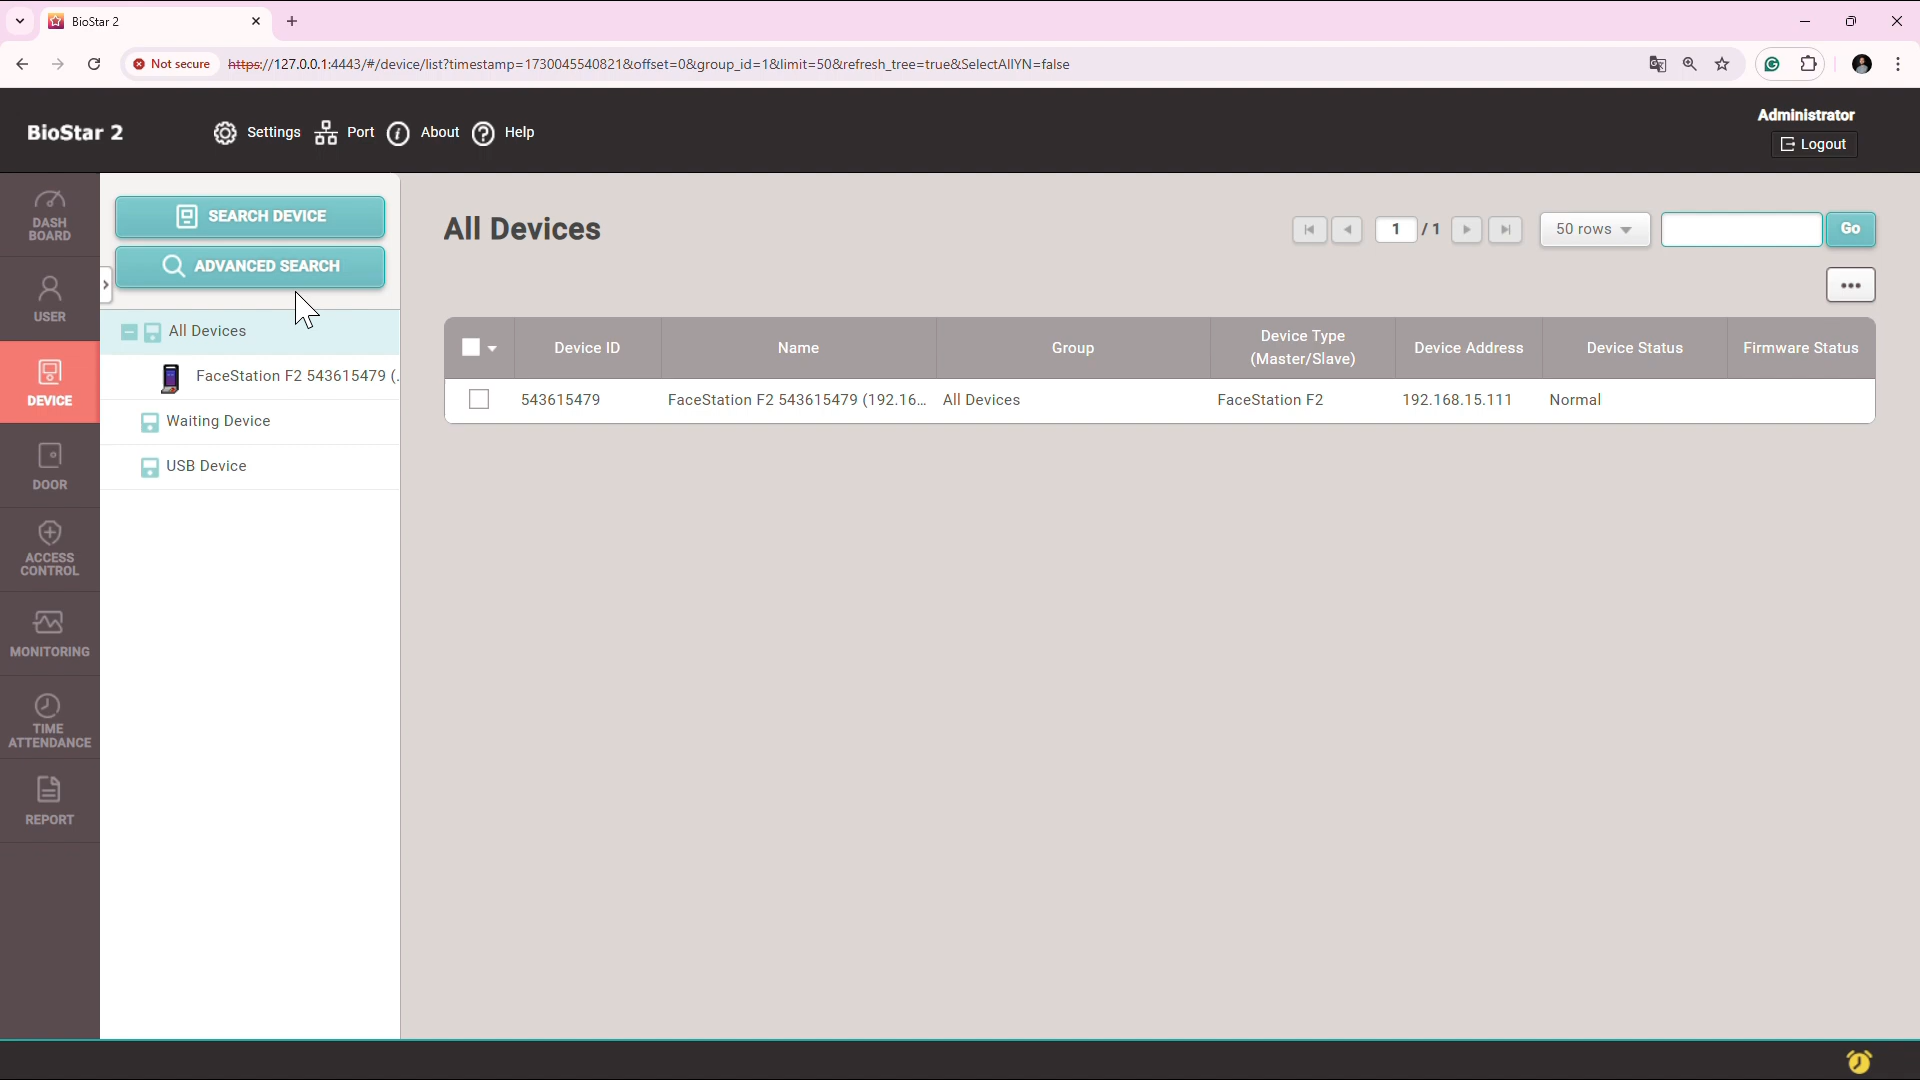 BioStar 2
Not secure https://127.0.0.1:4443/#/device/list?timestamp=1730045540821&offset=0&group_id=1&limit=50&refresh_tree=true&SelectAllYN=false
BioStar 2
Settings
Port
About
Help
Administrator
Logout
DASH
BOARD
USER
DEVICE
DOOR
ACCESS
CONTROL
MONITORING
TIME
ATTENDANCE
REPORT
SEARCH DEVICE
ADVANCED SEARCH
All Devices
FaceStation F2 543615479 (.
Waiting Device
USB Device
All Devices
1 / 1
50 rows
Go
Device ID
Name
Group
Device Type
(Master/Slave)
Device Address
Device Status
Firmware Status
543615479
FaceStation F2 543615479 (192.16...
All Devices
FaceStation F2
192.168.15.111
Normal